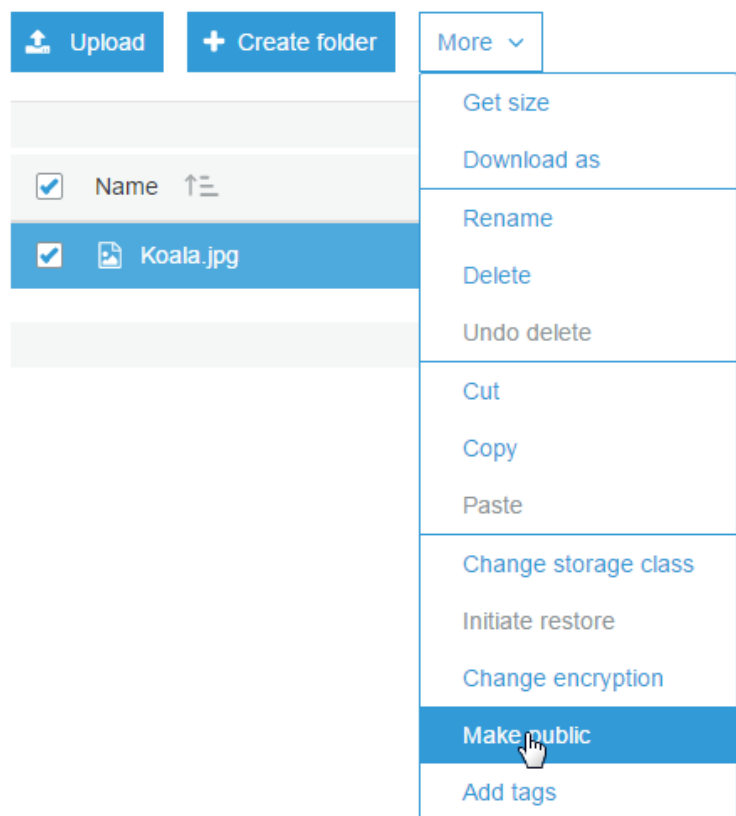 Upload
Create folder
More
Name
Koala.jpg
Get size
Download as
Rename
Delete
Undo delete
Cut
Copy
Paste
Change storage class
Initiate restore
Change encryption
Make public
Add tags